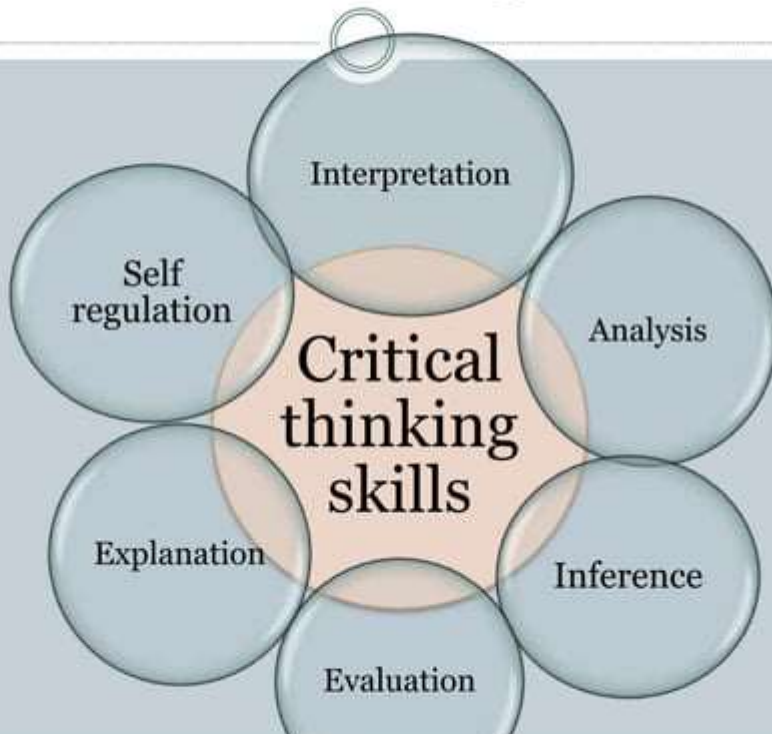 Interpretation
Analysis
Inference
Evaluation
Explanation
Self
regulation
Critical
thinking
skills